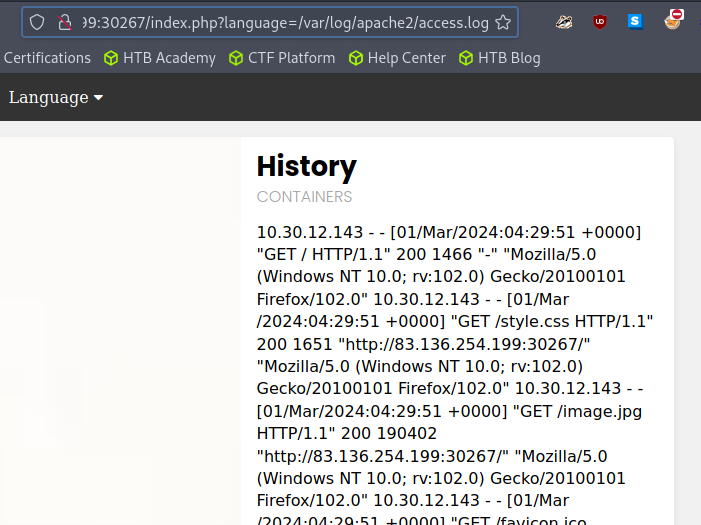 99:30267/index.php?language=/var/log/apache2/access.log
UD
S
Certifications HTB Academy CTF Platform Help Center HTB Blog
Language
History
CONTAINERS
10.30.12.143 - - [01/Mar/2024:04:29:51 +0000]
"GET / HTTP/1.1" 200 1466 "-" "Mozilla/5.0
(Windows NT 10.0; rv:102.0) Gecko/20100101
Firefox/102.0" 10.30.12.143 - - [01/Mar
/2024:04:29:51 +0000] "GET /style.css HTTP/1.1"
200 1651 "http://83.136.254.199:30267/"
"Mozilla/5.0 (Windows NT 10.0; rv:102.0)
Gecko/20100101 Firefox/102.0" 10.30.12.143 - -
[01/Mar/2024:04:29:51 +0000] "GET /image.jpg
HTTP/1.1" 200 190402
"http://83.136.254.199:30267/" "Mozilla/5.0
(Windows NT 10.0; rv:102.0) Gecko/20100101
Firefox/102.0" 10.30.12.143 - - [01/Mar
/2024:04:29:51 +0000] "GET /favicon.ico